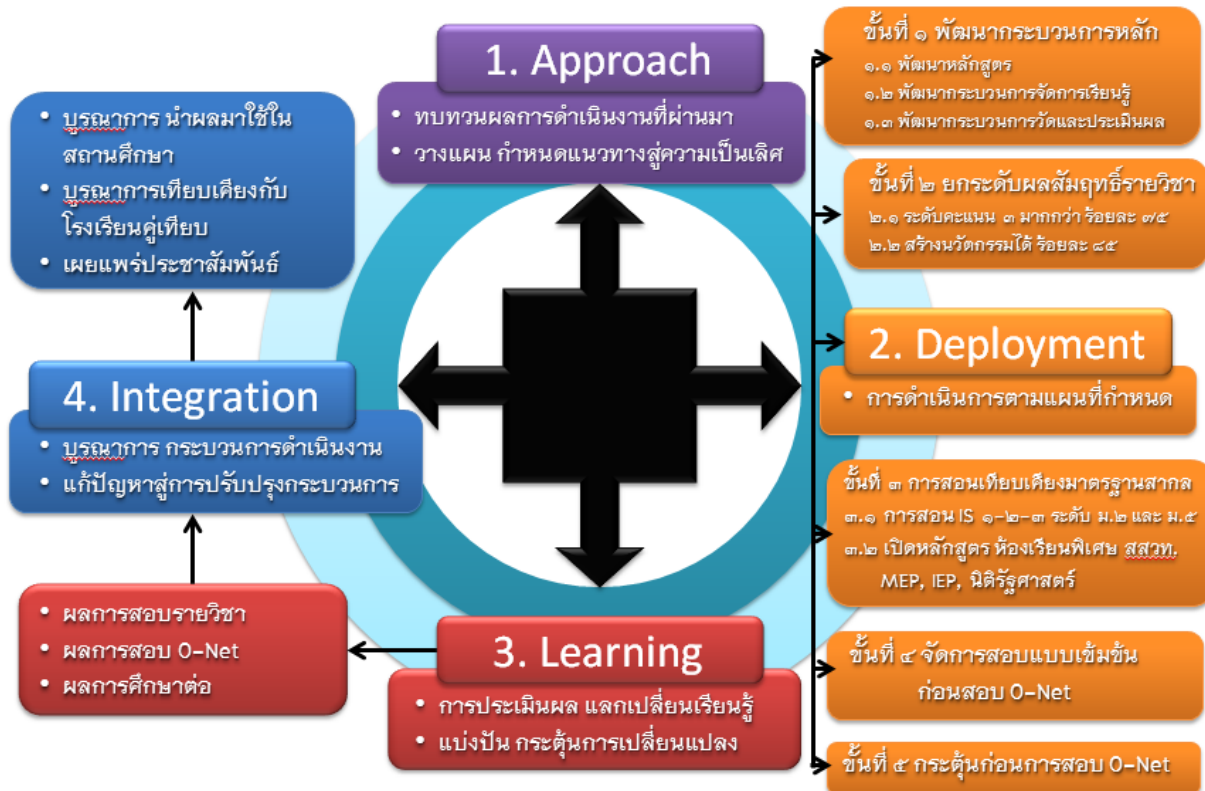 1. Approach
• ทบทวนผลการดำเนินงานที่ผ่านมา
• วางแผน กำหนดแนวทางสู่ความเป็นเลิศ
ขั้นที่ ๑ พัฒนากระบวนการหลัก
๑.๑ พัฒนาหลักสูตร
๑.๒ พัฒนากระบวนการจัดการเรียนรู้
๑.๓ พัฒนากระบวนการวัดและประเมินผล
ขั้นที่ ๒ ยกระดับผลสัมฤทธิ์รายวิชา
๒.๑ ระดับคะแนน ๓ มากกว่า ร้อยละ ๗๕
๒.๒ สร้างนวัตกรรมได้ ร้อยละ ๘๕
2. Deployment
• การดำเนินการตามแผนที่กำหนด
ขั้นที่ ๓ การสอนเทียบเคียงมาตรฐานสากล
๓.๑ การสอน IS ๑-๒-๓ ระดับ ม.๒ และ ม.๕
๓.๒ เปิดหลักสูตร ห้องเรียนพิเศษ สสวท.
MEP, IEP, นิติรัฐศาสตร์
ขั้นที่ ๔ จัดการสอบแบบเข้มข้น
ก่อนสอบ O-Net
ขั้นที่ ๕ กระตุ้นก่อนการสอบ O-Net
3. Learning
• การประเมินผล แลกเปลี่ยนเรียนรู้
• แบ่งปัน กระตุ้นการเปลี่ยนแปลง
• ผลการสอบรายวิชา
• ผลการสอบ O-Net
• ผลการศึกษาต่อ
4. Integration
• บูรณาการ กระบวนการดำเนินงาน
• แก้ปัญหาสู่การปรับปรุงกระบวนการ
• บูรณาการ นำผลมาใช้ใน
สถานศึกษา
• บูรณาการเทียบเคียงกับ
โรงเรียนคู่เทียบ
• เผยแพร่ประชาสัมพันธ์